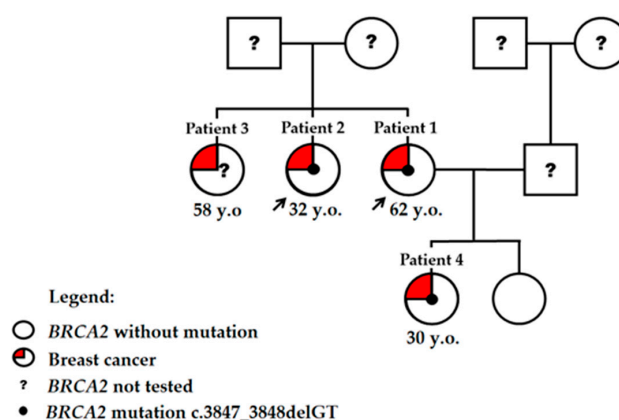 ? ? ? ?
Patient 3 Patient 2 Patient 1
? ?
58 y.o 32 y.o. 62 y.o.
Patient 4
30 y.o.
Legend:
BRCA2 without mutation
Breast cancer
? BRCA2 not tested
BRCA2 mutation c.3847_3848delGT